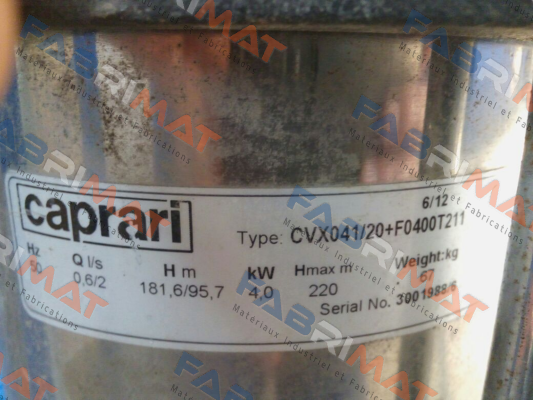 caprari
6/12
Type: CVX041/20+F0400T211
Hz Q l/s H m kW Hmax m Weight:kg
50 0,6/2 181,6/95,7 4,0 220 67
Serial No.
FABRIMAT
Materiaux Industriel et Fabrications